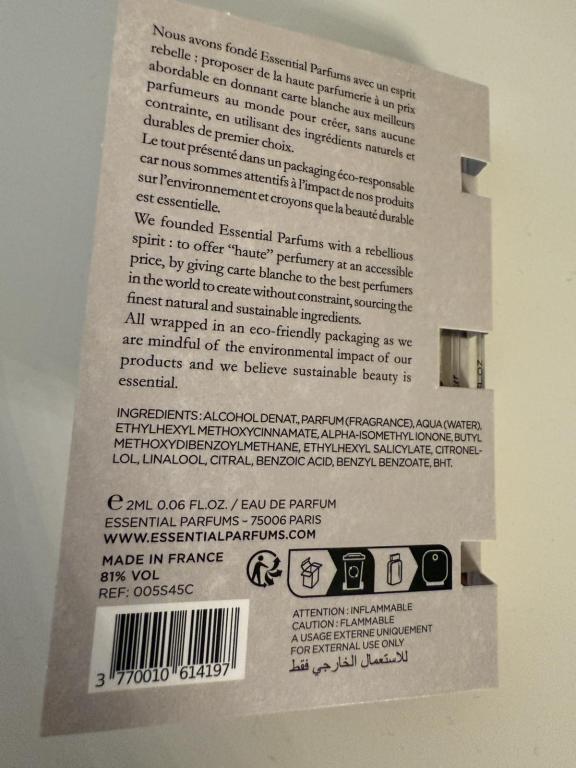 Nous avons fondé Essential Parfums avec un esprit
rebelle : proposer de la haute parfumerie à un prix
abordable en donnant carte blanche aux meilleurs
parfumeurs au monde pour créer, sans aucune
contrainte, en utilisant des ingrédients naturels et
durables de premier choix.
Le tout présenté dans un packaging éco-responsable
car nous sommes attentifs à l'impact de nos produits
sur l'environnement et croyons que la beauté durable
est essentielle.
We founded Essential Parfums with a rebellious
spirit : to offer “haute” perfumery at an accessible
price, by giving carte blanche to the best perfumers
in the world to create without constraint, sourcing the
finest natural and sustainable ingredients.
All wrapped in an eco-friendly packaging as we
are mindful of the environmental impact of our
products and we believe sustainable beauty is
essential.
INGREDIENTS : ALCOHOL DENAT., PARFUM (FRAGRANCE), AQUA (WATER),
ETHYLHEXYL METHOXYCINNAMATE, ALPHA-ISOMETHYL IONONE, BUTYL
METHOXYDIBENZOYLMETHANE, ETHYLHEXYL SALICYLATE, CITRONEL-
LOL, LINALOOL, CITRAL, BENZOIC ACID, BENZYL BENZOATE, BHT.
e 2ML 0.06 FL.OZ. / EAU DE PARFUM
ESSENTIAL PARFUMS - 75006 PARIS
WWW.ESSENTIALPARFUMS.COM
MADE IN FRANCE
81% VOL
REF: 005S45C
3 770010 614197
ATTENTION : INFLAMMABLE
CAUTION : FLAMMABLE
A USAGE EXTERNE UNIQUEMENT
FOR EXTERNAL USE ONLY
للاستعمال الخارجي فقط